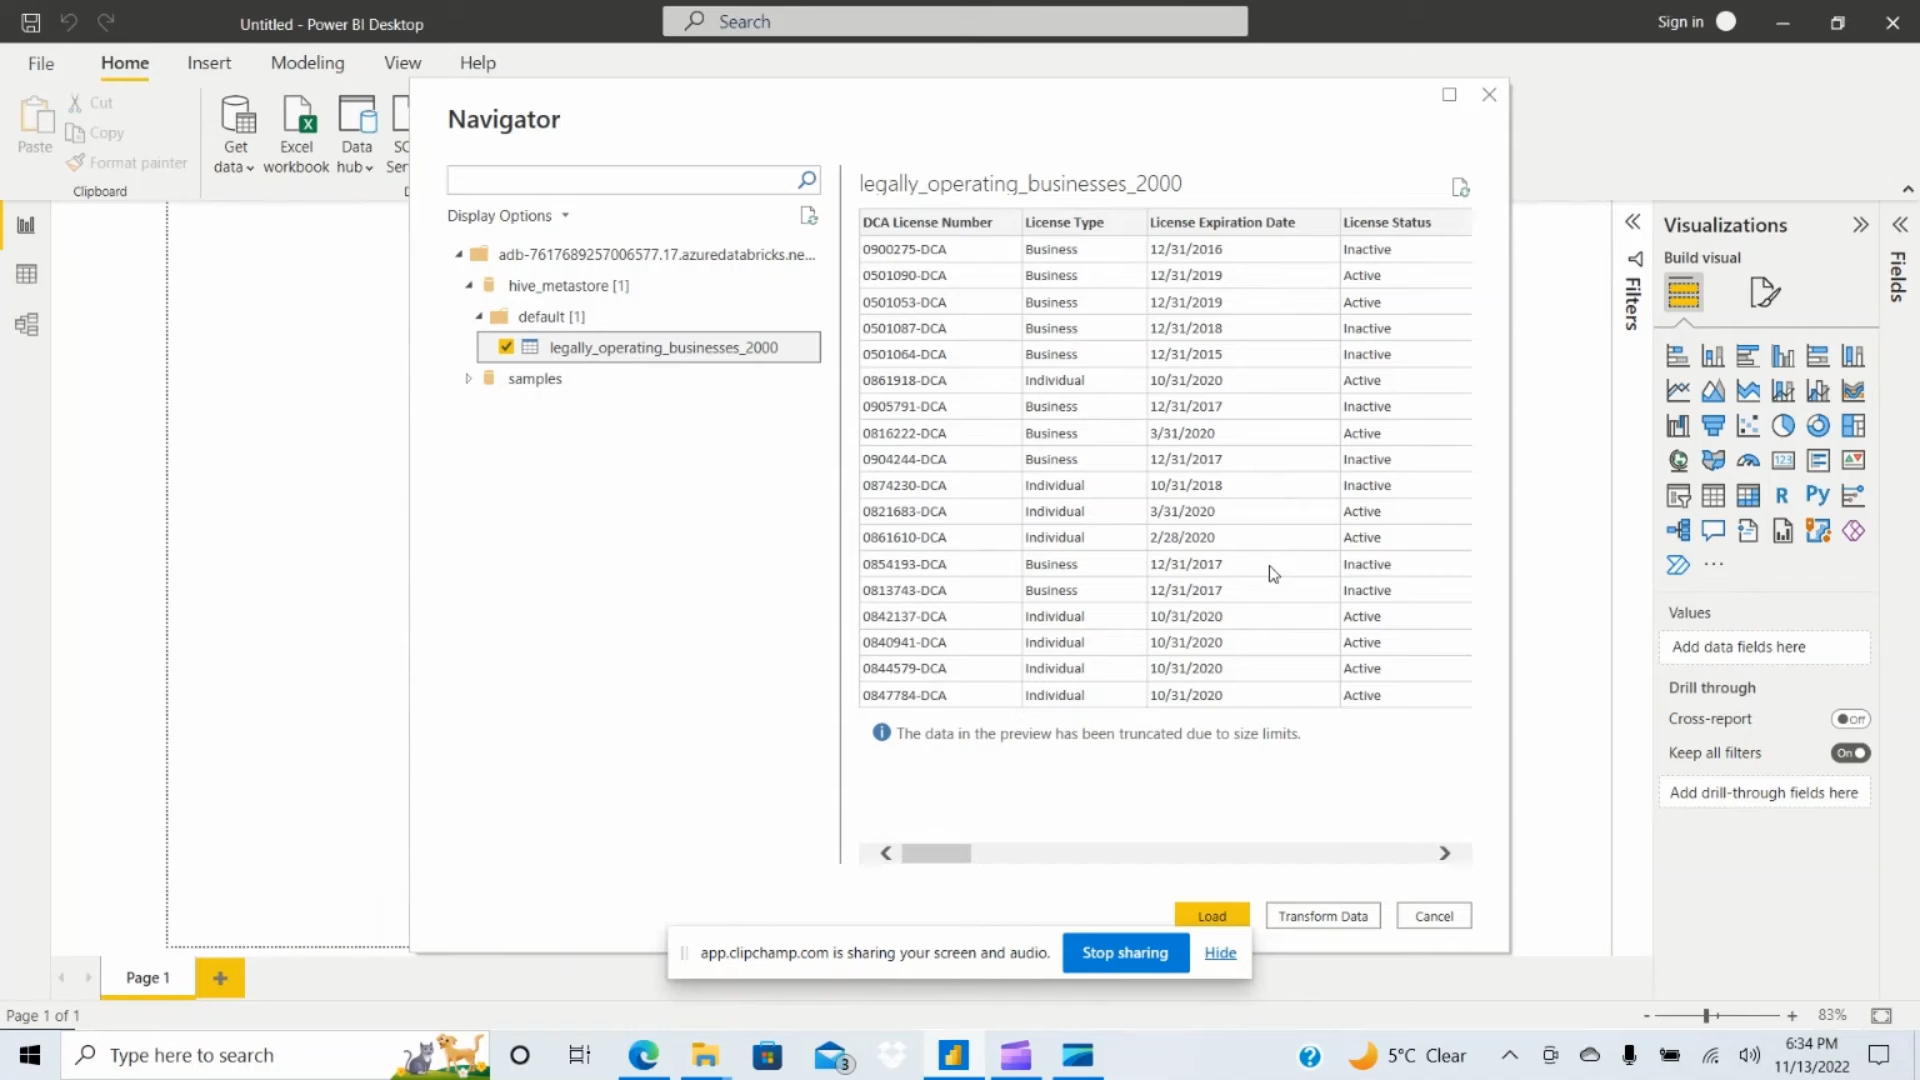 Untitled - Power BI Desktop
Search
Sign in
File
Home
Insert
Modeling
View
Help
Paste
Cut
Copy
Format painter
Clipboard
Get data
Excel workbook
Data hub
Navigator
Display Options
adb-7617689257006577.17.azuredatabricks.ne...
hive_metastore [1]
default [1]
legally_operating_businesses_2000
samples
legally_operating_businesses_2000
DCA License Number License Type License Expiration Date License Status
0900275-DCA Business 12/31/2016 Inactive
0501090-DCA Business 12/31/2019 Active
0501053-DCA Business 12/31/2019 Active
0501087-DCA Business 12/31/2018 Inactive
0501064-DCA Business 12/31/2015 Inactive
0861918-DCA Individual 10/31/2020 Active
0905791-DCA Business 12/31/2017 Inactive
0816222-DCA Business 3/31/2020 Active
0904244-DCA Business 12/31/2017 Inactive
0874230-DCA Individual 10/31/2018 Inactive
0821683-DCA Individual 3/31/2020 Active
0861610-DCA Individual 2/28/2020 Active
0854193-DCA Business 12/31/2017 Inactive
0813743-DCA Business 12/31/2017 Inactive
0842137-DCA Individual 10/31/2020 Active
0840941-DCA Individual 10/31/2020 Active
0844579-DCA Individual 10/31/2020 Active
0847784-DCA Individual 10/31/2020 Active
The data in the preview has been truncated due to size limits.
Load
Transform Data
Cancel
app.clipchamp.com is sharing your screen and audio.
Stop sharing
Hide
Filters
Visualizations
Build visual
123
R
Py
Values
Add data fields here
Drill through
Cross-report
Off
Keep all filters
On
Add drill-through fields here
Fields
Page 1
Page 1 of 1
83%
Type here to search
3
5°C Clear
6:34 PM
11/13/2022